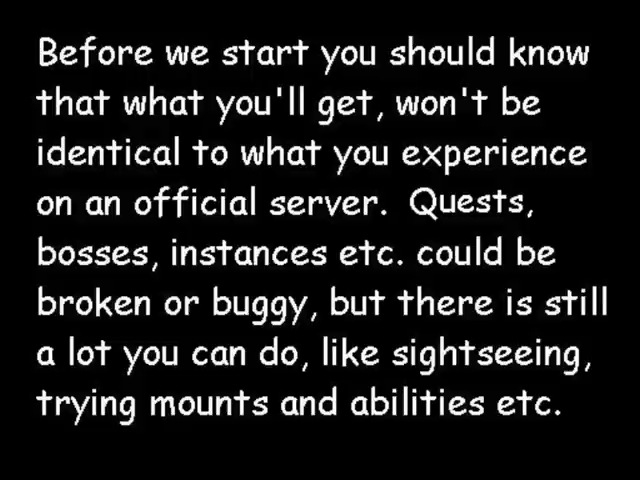 Before we start you should know
that what you'll get, won't be
identical to what you experience
on an official server. Quests,
bosses, instances etc. could be
broken or buggy, but there is still
a lot you can do, like sightseeing,
trying mounts and abilities etc.